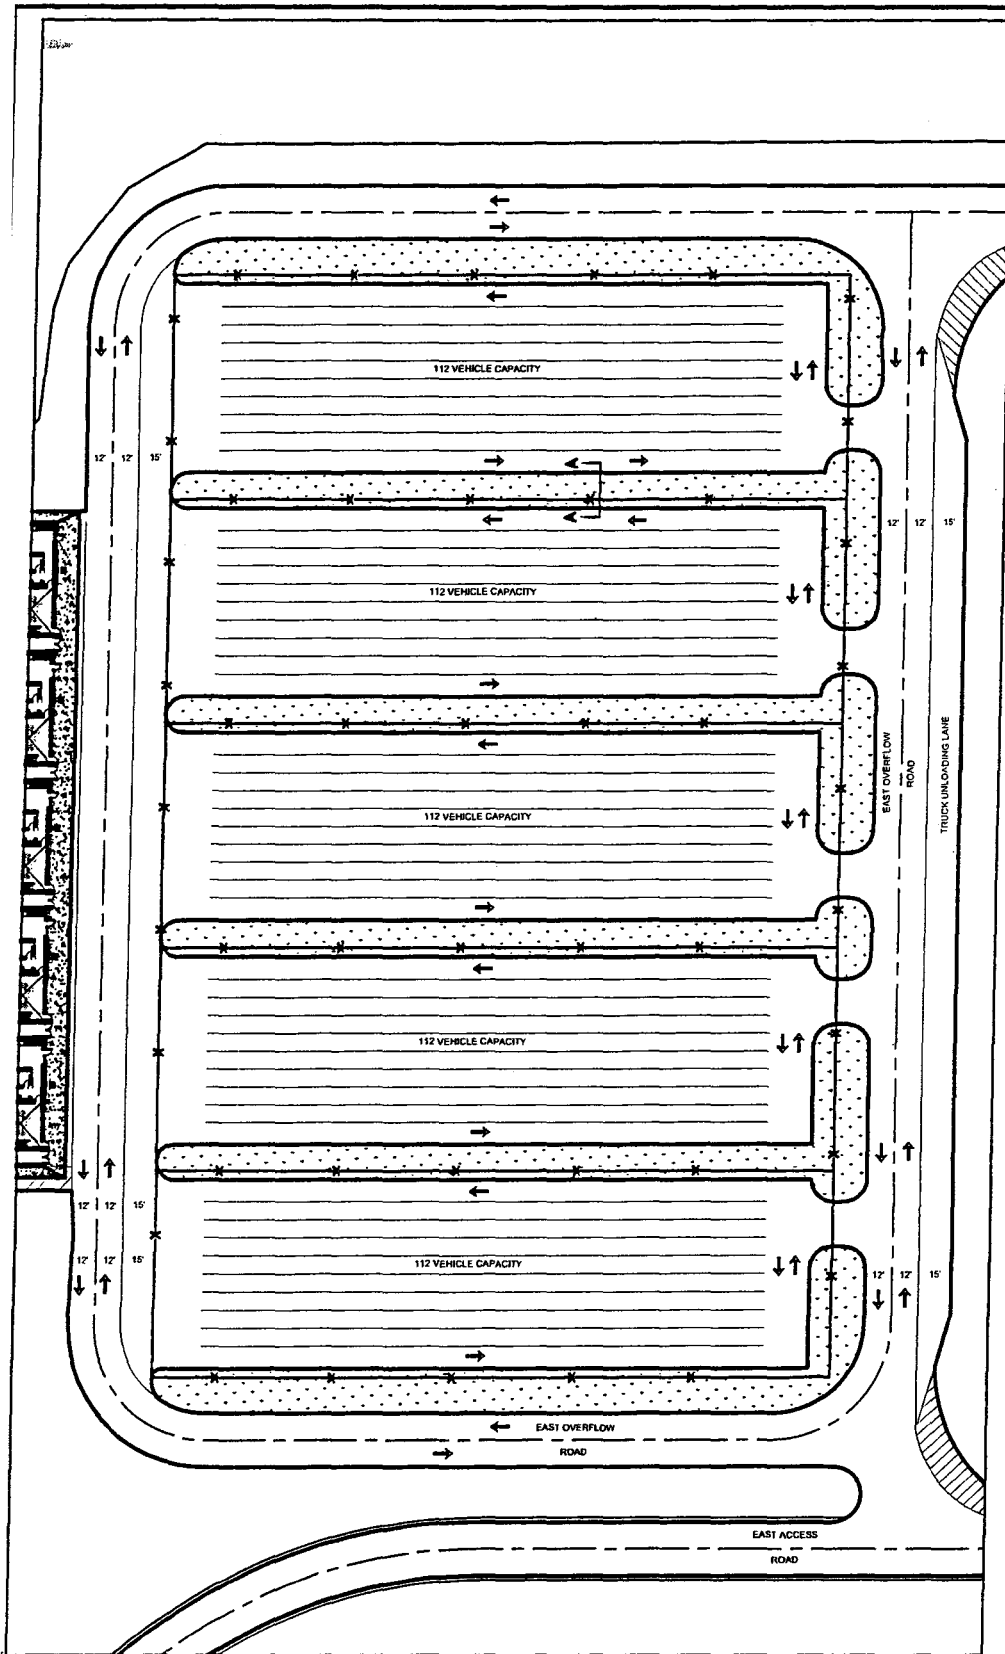 112 VEHICLE CAPACITY
12' 12' 15'
A
A
12' 12' 15'
112 VEHICLE CAPACITY
EAST OVERFLOW
ROAD
TRUCK UNLOADING LANE
112 VEHICLE CAPACITY
112 VEHICLE CAPACITY
12' 12' 15'
12' 12' 15'
112 VEHICLE CAPACITY
12' 12' 15'
EAST OVERFLOW
ROAD
EAST ACCESS
ROAD